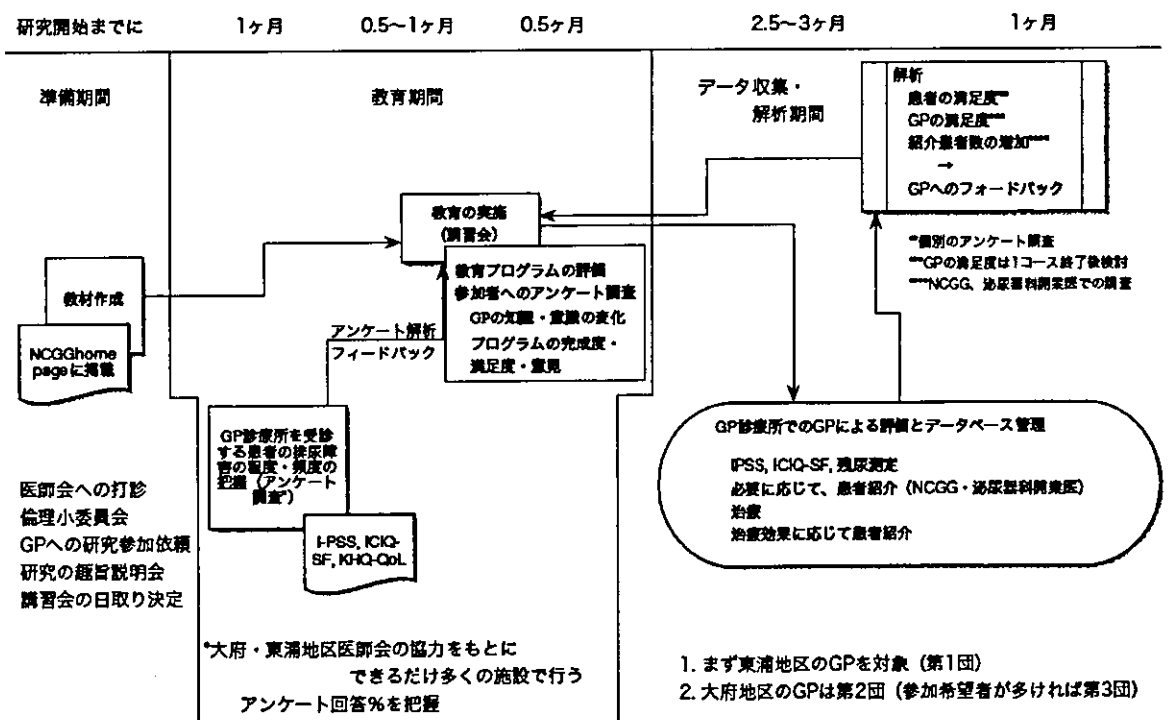 研究開始までに
1ヶ月
0.5〜1ヶ月
0.5ヶ月
2.5〜3ヶ月
1ヶ月
準備期間
教育期間
データ収集・
解析期間
解析
患者の満足度**
GPの満足度***
紹介患者数の増加****
→
GPへのフォードバック
**個別のアンケート調査
***GPの満足度は1コース終了後検討
****NCGG、泌尿器科開業医での調査
教育の実施
(講習会)
教育プログラムの評価
参加者へのアンケート調査
GPの知識・意識の変化
プログラムの完成度・
満足度・意見
教材作成
NCGGhome
pageに掲載
アンケート解析
フィードバック
GP診療所を受診
する患者の排尿障
害の程度・頻度の
把握(アンケート
調査*)
I-PSS, ICIQ-
SF, KHQ-QoL
GP診療所でのGPによる評価とデータベース管理
IPSS, ICIQ-SF, 残尿測定
必要に応じて、患者紹介(NCGG・泌尿器科開業医)
治療
治療効果に応じて患者紹介
医師会への打診
倫理小委員会
GPへの研究参加依頼
研究の趣旨説明会
講習会の日取り決定
*大府・東浦地区医師会の協力をもとに
できるだけ多くの施設で行う
アンケート回答%を把握
1. まず東浦地区のGPを対象(第1団)
2. 大府地区のGPは第2団(参加希望者が多ければ第3団)